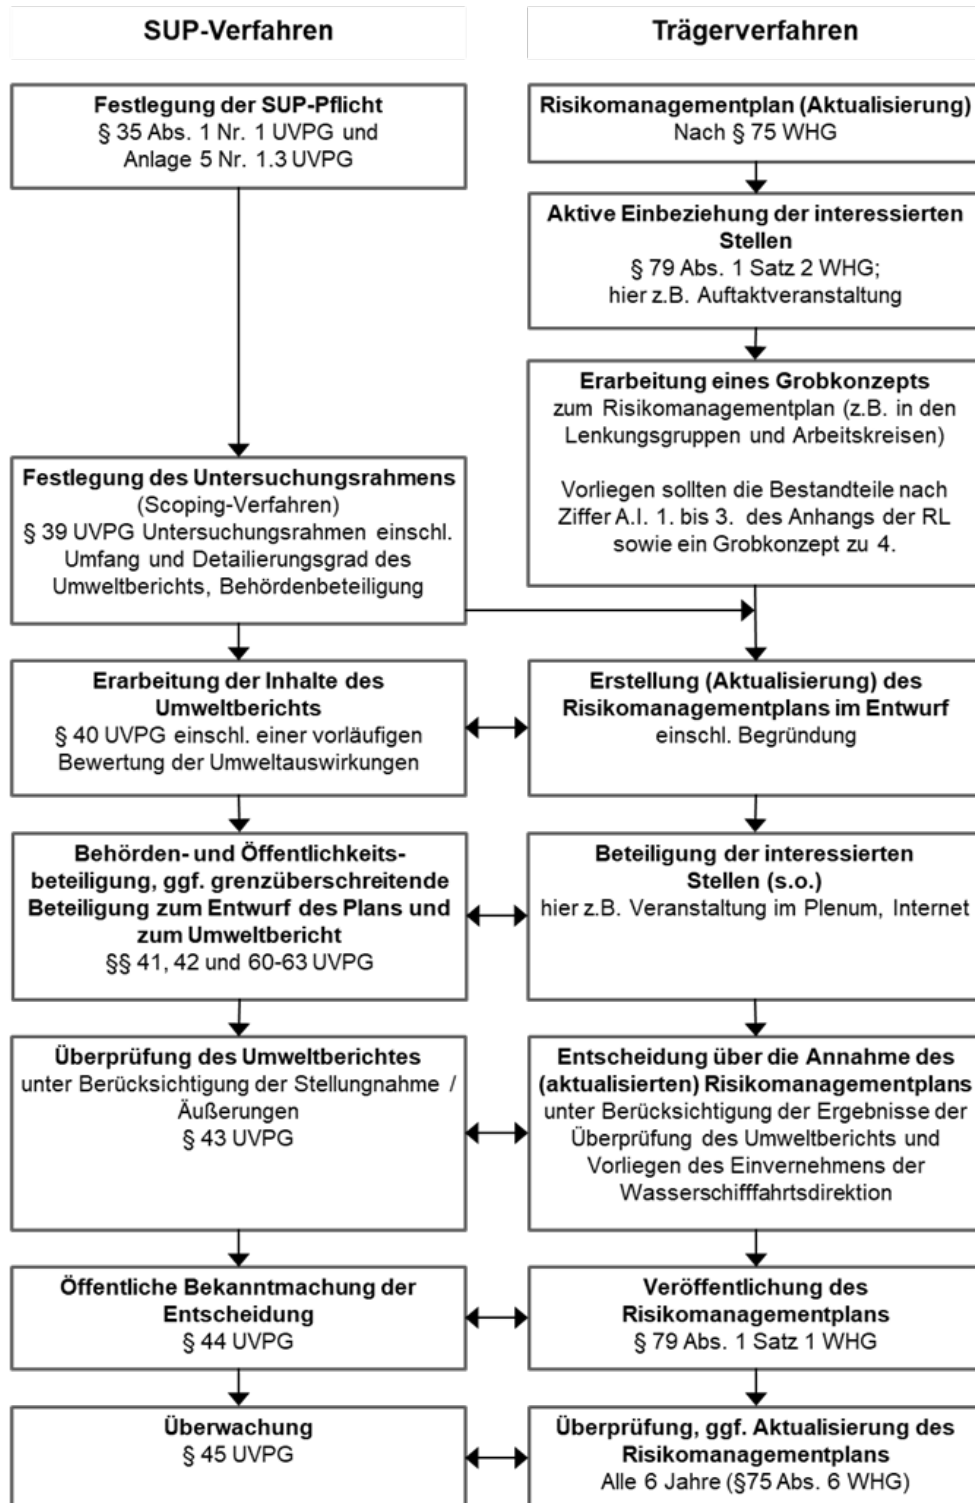 SUP-Verfahren
Festlegung der SUP-Pflicht
§ 35 Abs. 1 Nr. 1 UVPG und
Anlage 5 Nr. 1.3 UVPG
Festlegung des Untersuchungsrahmens
(Scoping-Verfahren)
§ 39 UVPG Untersuchungsrahmen einschl.
Umfang und Detailierungsgrad des
Umweltberichts, Behördenbeteiligung
Erarbeitung der Inhalte des
Umweltberichts
§ 40 UVPG einschl. einer vorläufigen
Bewertung der Umweltauswirkungen
Behörden- und Öffentlichkeits-
beteiligung, ggf. grenzüberschreitende
Beteiligung zum Entwurf des Plans und
zum Umweltbericht
§§ 41, 42 und 60-63 UVPG
Überprüfung des Umweltberichtes
unter Berücksichtigung der Stellungnahme /
Äußerungen
§ 43 UVPG
Öffentliche Bekanntmachung der
Entscheidung
§ 44 UVPG
Überwachung
§ 45 UVPG
Trägerverfahren
Risikomanagementplan (Aktualisierung)
Nach § 75 WHG
Aktive Einbeziehung der interessierten
Stellen
§ 79 Abs. 1 Satz 2 WHG;
hier z.B. Auftaktveranstaltung
Erarbeitung eines Grobkonzepts
zum Risikomanagementplan (z.B. in den
Lenkungsgruppen und Arbeitskreisen)
Vorliegen sollten die Bestandteile nach
Ziffer A.I. 1. bis 3. des Anhangs der RL
sowie ein Grobkonzept zu 4.
Erstellung (Aktualisierung) des
Risikomanagementplans im Entwurf
einschl. Begründung
Beteiligung der interessierten
Stellen (s.o.)
hier z.B. Veranstaltung im Plenum, Internet
Entscheidung über die Annahme des
(aktualisierten) Risikomanagementplans
unter Berücksichtigung der Ergebnisse der
Überprüfung des Umweltberichts und
Vorliegen des Einvernehmens der
Wasserschifffahrtsdirektion
Veröffentlichung des
Risikomanagementplans
§ 79 Abs. 1 Satz 1 WHG
Überprüfung, ggf. Aktualisierung des
Risikomanagementplans
Alle 6 Jahre (§75 Abs. 6 WHG)